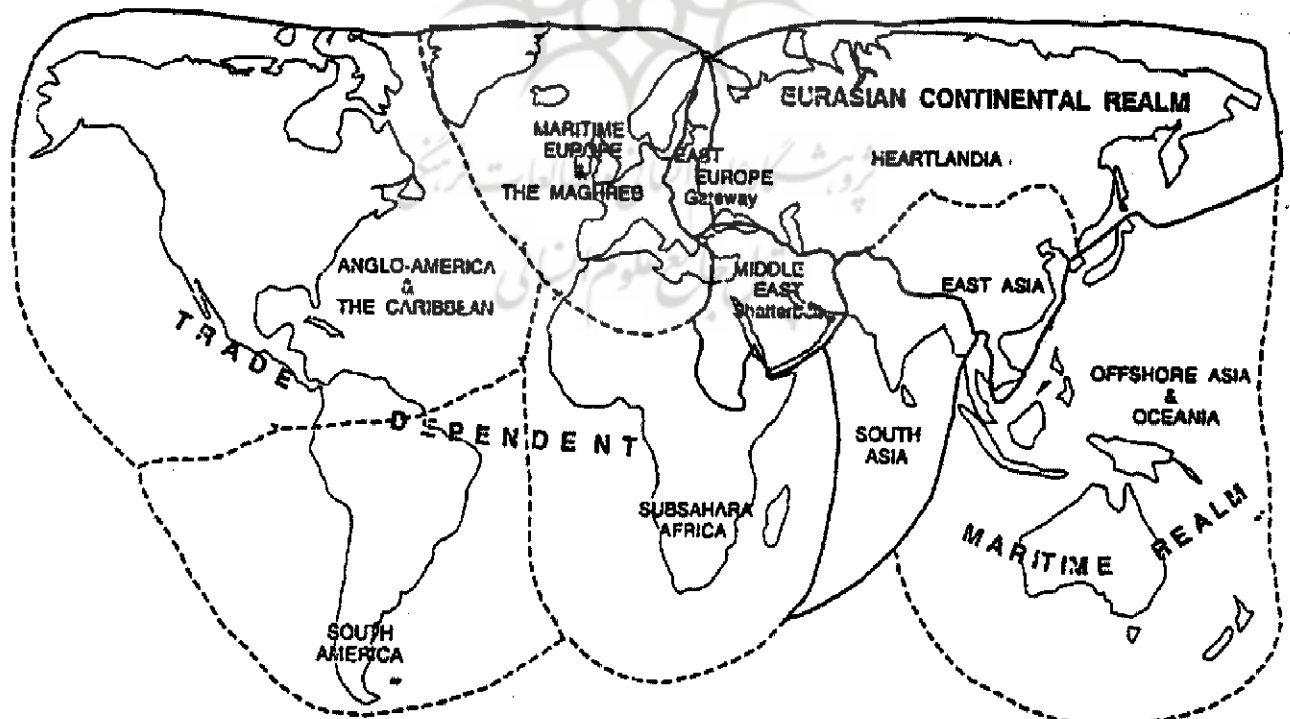 EURASIAN CONTINENTAL REALM
MARITIME
EUROPE
&
THE MAGHREB
EAST
EUROPE
Gateway
HEARTLANDIA
ANGLO-AMERICA
&
THE CARIBBEAN
MIDDLE
EAST
EAST ASIA
TRADE
DEPENDENT
MARITIME REALM
OFFSHORE ASIA
&
OCEANIA
SOUTH
ASIA
SUBSAHARA
AFRICA
SOUTH
AMERICA